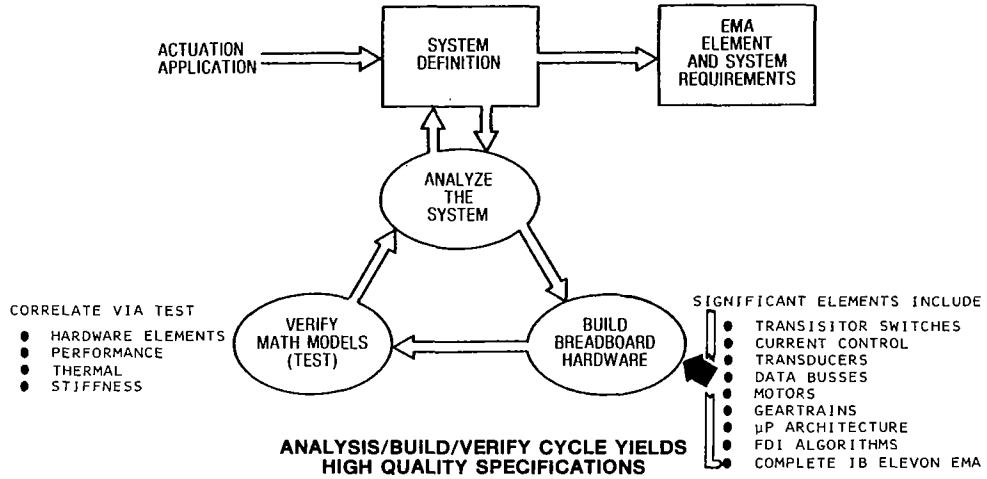 ACTUATION
APPLICATION
SYSTEM
DEFINITION
EMA
ELEMENT
AND SYSTEM
REQUIREMENTS
ANALYZE
THE
SYSTEM
CORRELATE VIA TEST
● HARDWARE ELEMENTS
● PERFORMANCE
● THERMAL
● STIFFNESS
VERIFY
MATH MODELS
(TEST)
BUILD
BREADBOARD
HARDWARE
SIGNIFICANT ELEMENTS INCLUDE
● TRANSISITOR SWITCHES
● CURRENT CONTROL
● TRANSDUCERS
● DATA BUSSES
● MOTORS
● GEARTRAINS
● µP ARCHITECTURE
● FDI ALGORITHMS
● COMPLETE IB ELEVON EMA
ANALYSIS/BUILD/VERIFY CYCLE YIELDS
HIGH QUALITY SPECIFICATIONS